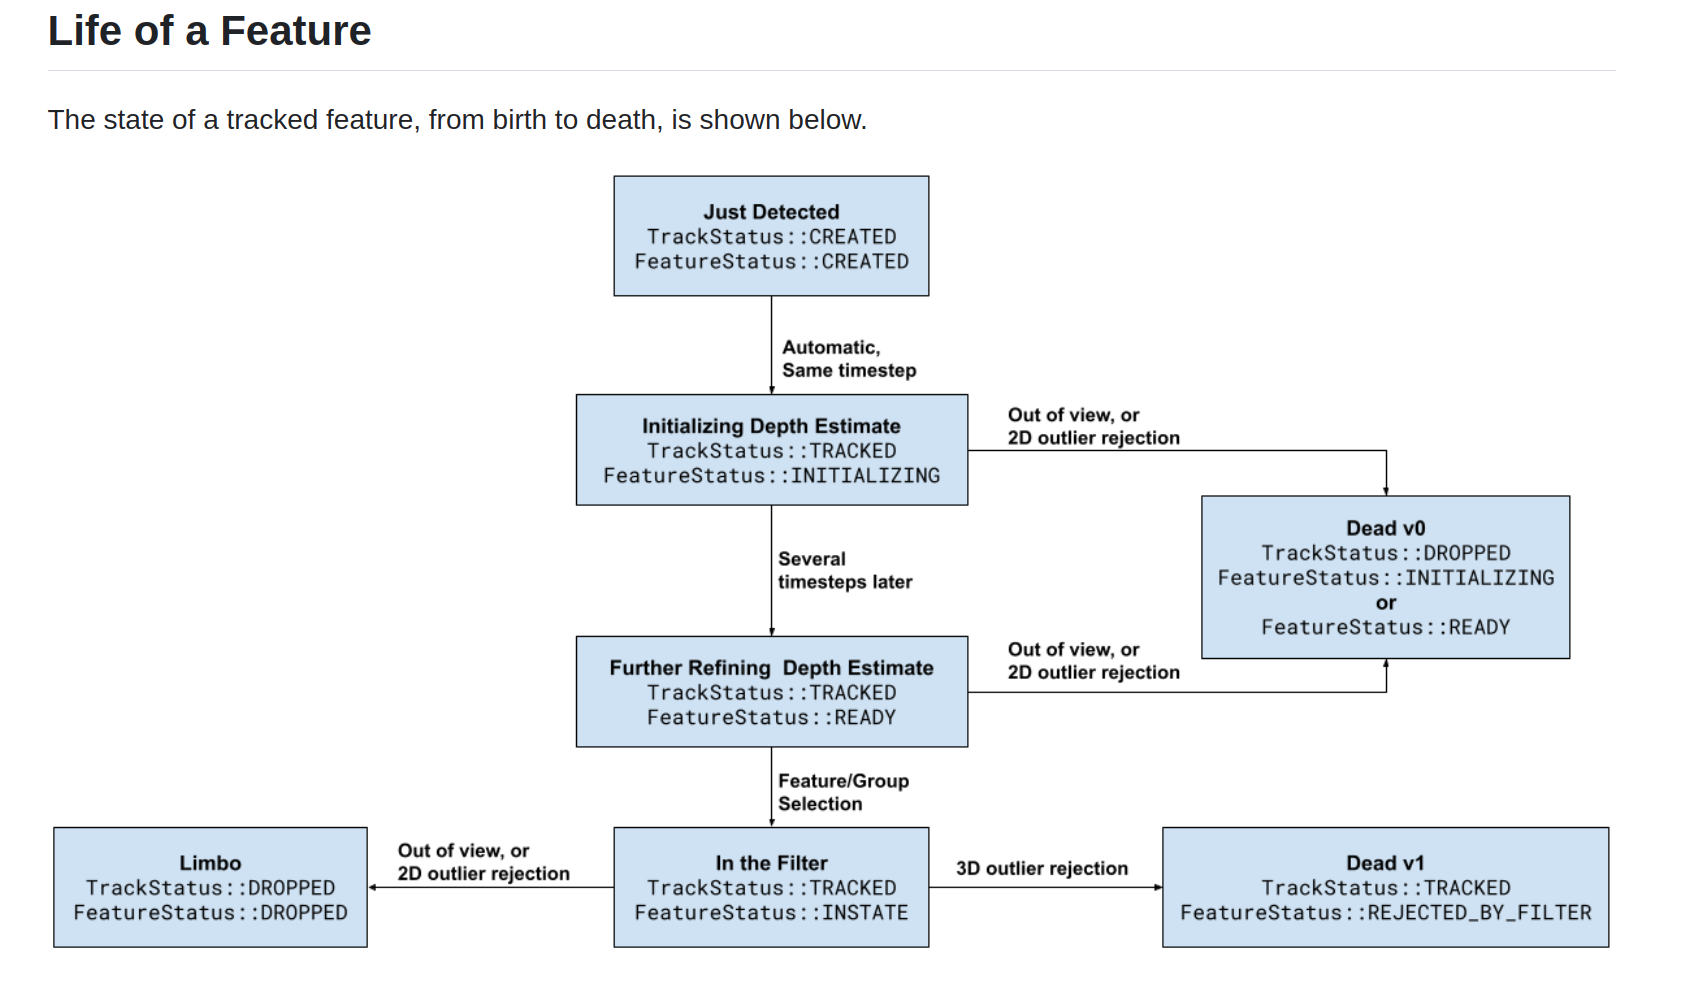 Life of a Feature
The state of a tracked feature, from birth to death, is shown below.
Just Detected
TrackStatus::CREATED
FeatureStatus::CREATED
Automatic,
Same timestep
Initializing Depth Estimate
TrackStatus::TRACKED
FeatureStatus::INITIALIZING
Out of view, or
2D outlier rejection
Dead v0
TrackStatus::DROPPED
FeatureStatus::INITIALIZING
or
FeatureStatus::READY
Several
timesteps later
Further Refining  Depth Estimate
TrackStatus::TRACKED
FeatureStatus::READY
Out of view, or
2D outlier rejection
Feature/Group
Selection
Limbo
TrackStatus::DROPPED
FeatureStatus::DROPPED
Out of view, or
2D outlier rejection
In the Filter
TrackStatus::TRACKED
FeatureStatus::INSTATE
3D outlier rejection
Dead v1
TrackStatus::TRACKED
FeatureStatus::REJECTED_BY_FILTER